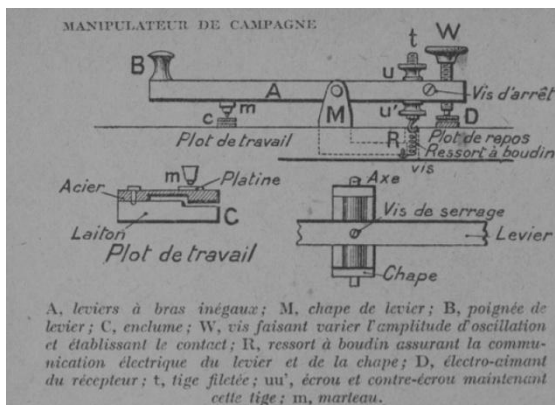 MANIPULATEUR DE CAMPAGNE
B
A
t
W
u
u'
Vis d'arrêt
m
c
M
D
Plot de travail
R
Plot de repos
Ressort à boudin
vis
m
Platine
Acier
Laiton
C
Plot de travail
Axe
Vis de serrage
Levier
Chape
A, leviers à bras inégaux ; M, chape de levier ; B, poignée de
levier ; C, enclume ; W, vis faisant varier l'amplitude d'oscillation
et établissant le contact ; R, ressort à boudin assurant la commu-
nication électrique du levier et de la chape ; D, électro-aimant
du récepteur ; t, tige filetée ; uu', écrou et contre-écrou maintenant
cette tige ; m, marteau.